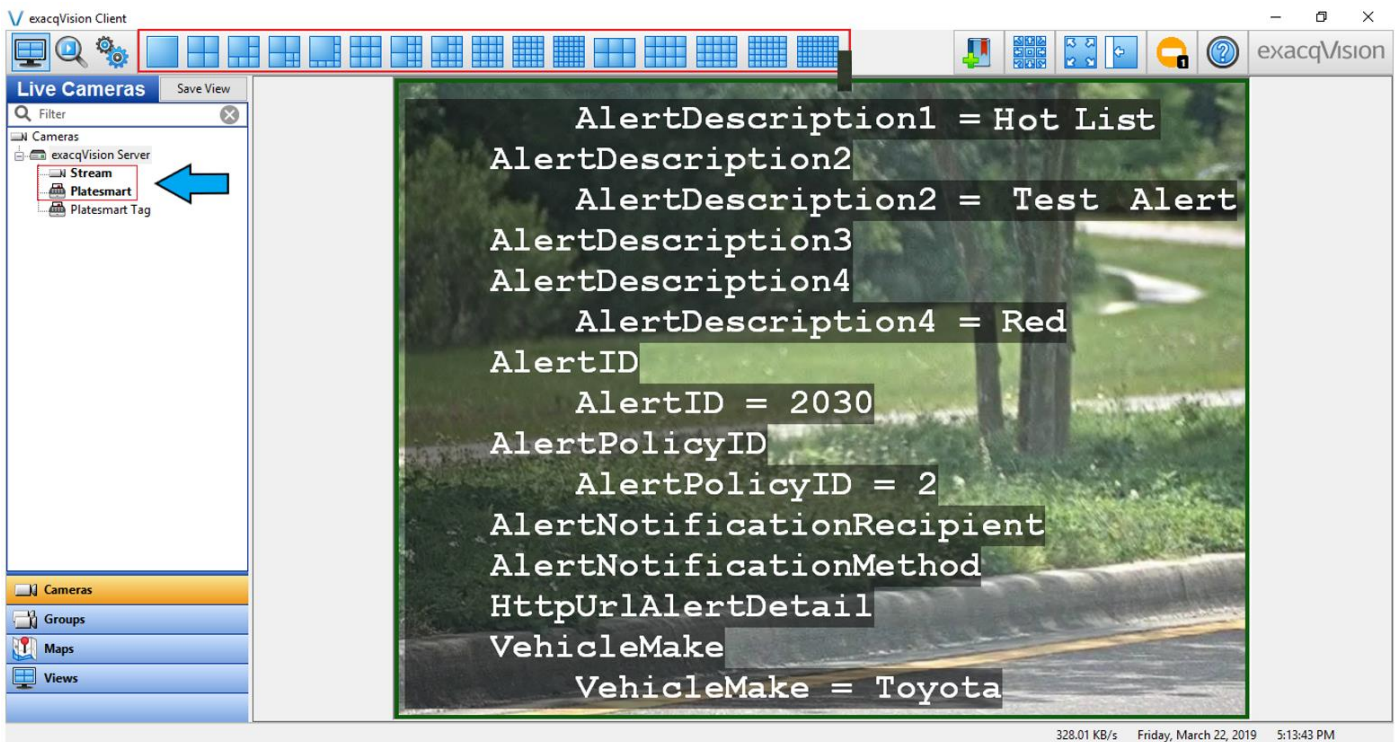 exacqVision Client
exacqVision
Live Cameras
Save View
Filter
Cameras
exacqVision Server
Stream
Platesmart
Platesmart Tag
AlertDescription1 = Hot List
AlertDescription2
AlertDescription2 = Test Alert
AlertDescription3
AlertDescription4
AlertDescription4 = Red
AlertID
AlertID = 2030
AlertPolicyID
AlertPolicyID = 2
AlertNotificationRecipient
AlertNotificationMethod
HttpUrlAlertDetail
VehicleMake
VehicleMake = Toyota
Cameras
Groups
Maps
Views
328.01 KB/s Friday, March 22, 2019 5:13:43 PM
1